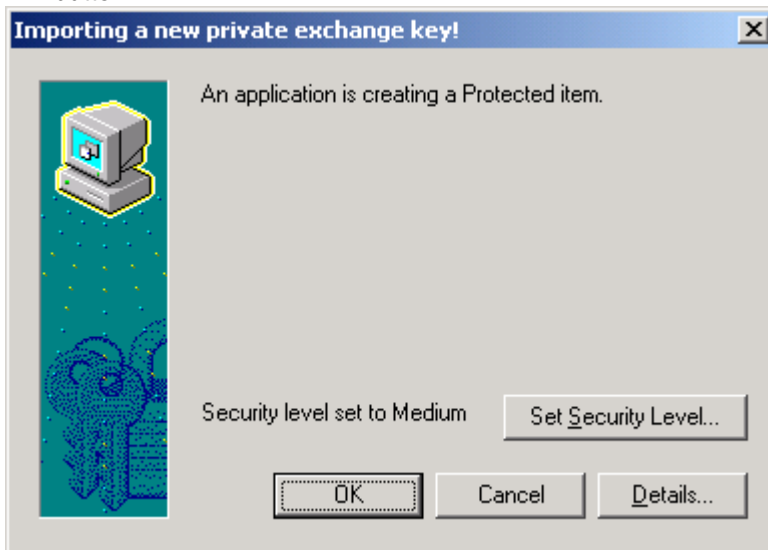 Importing a new private exchange key!
An application is creating a Protected item.
Security level set to Medium
Set Security Level...
OK
Cancel
Details...